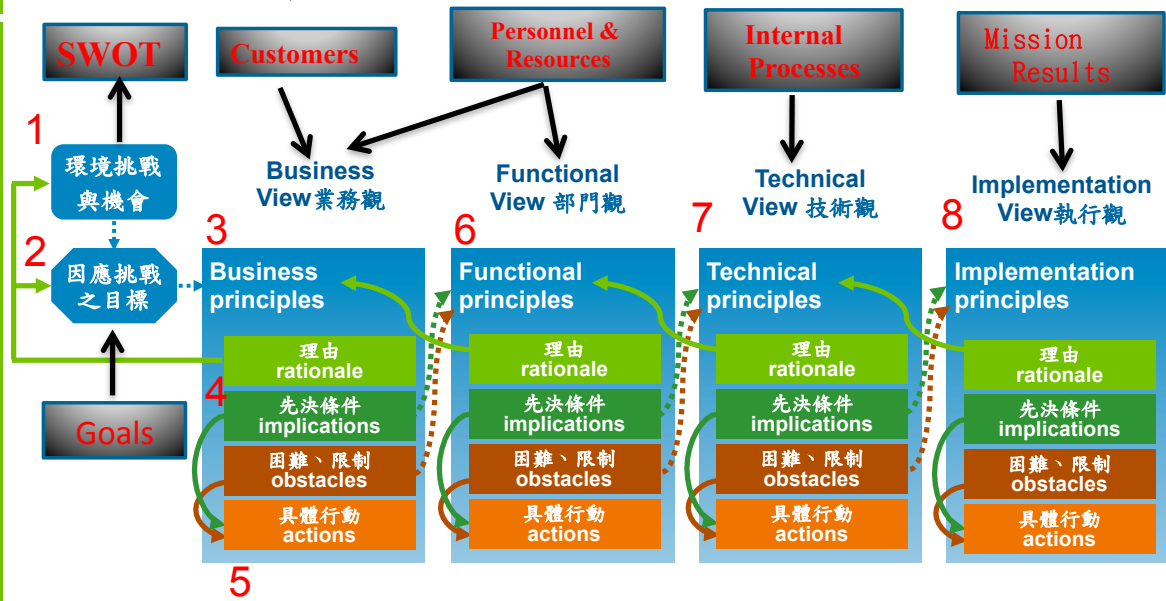 SWOT
Customers
Personnel &
Resources
Internal
Processes
Mission
Results
1
環境挑戰
與機會
2
因應挑戰
之目標
Goals
Business
View業務觀
Functional
View 部門觀
Technical
View 技術觀
Implementation
View執行觀
3
Business
principles
理由
rationale
4
先決條件
implications
困難、限制
obstacles
具體行動
actions
5
6
Functional
principles
理由
rationale
先決條件
implications
困難、限制
obstacles
具體行動
actions
7
Technical
principles
理由
rationale
先決條件
implications
困難、限制
obstacles
具體行動
actions
8
Implementation
principles
理由
rationale
先決條件
implications
困難、限制
obstacles
具體行動
actions